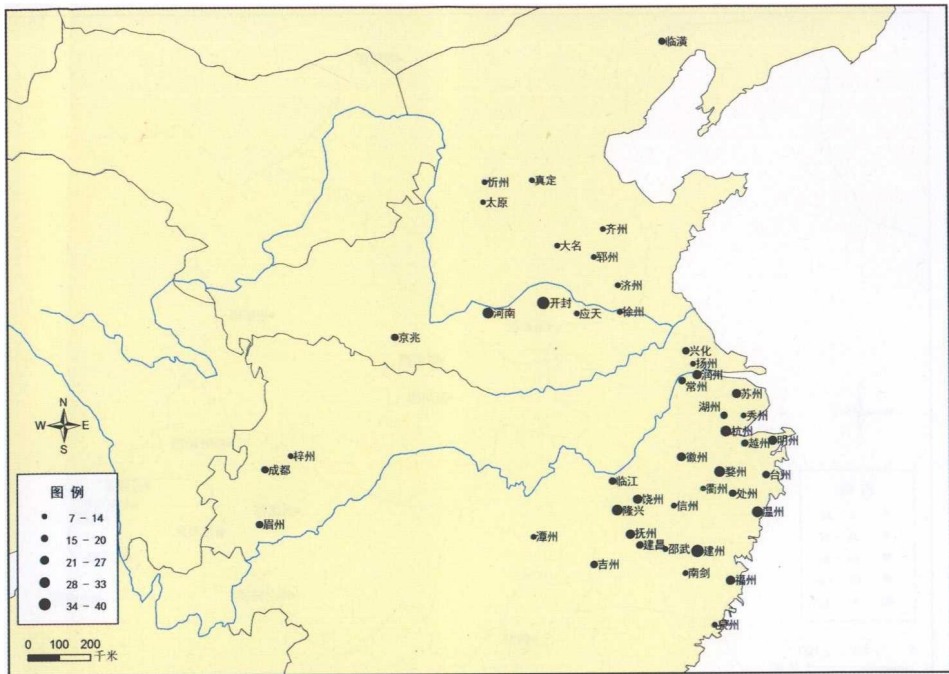 临潢
忻州
真定
太原
齐州
大名
郓州
济州
开封
河南
应天
徐州
京兆
兴化
扬州
润州
常州
苏州
湖州
秀州
杭州
越州
明州
徽州
婺州
台州
梓州
成都
临江
衢州
处州
饶州
信州
隆兴
温州
眉州
抚州
潭州
建昌
邵武
建州
吉州
南剑
福州
泉州
N
W
E
S
图 例
7 - 14
15 - 20
21 - 27
28 - 33
34 - 40
0 100 200
千米